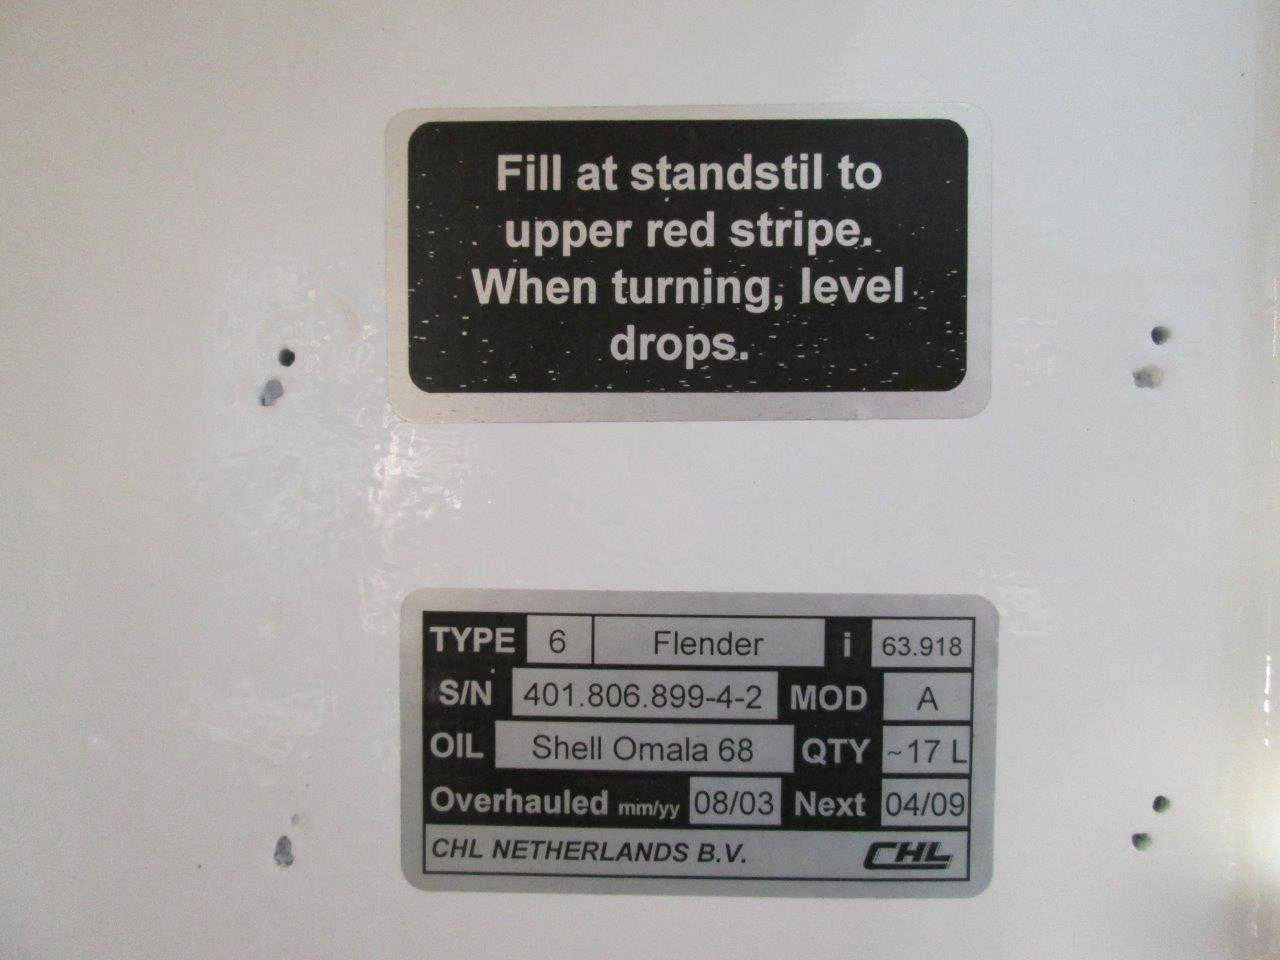 Fill at standstil to
upper red stripe.
When turning, level
drops.
TYPE 6 Flender i 63.918
S/N 401.806.899-4-2 MOD A
OIL Shell Omala 68 QTY ~17 L
Overhauled mm/yy 08/03 Next 04/09
CHL NETHERLANDS B.V. CHL